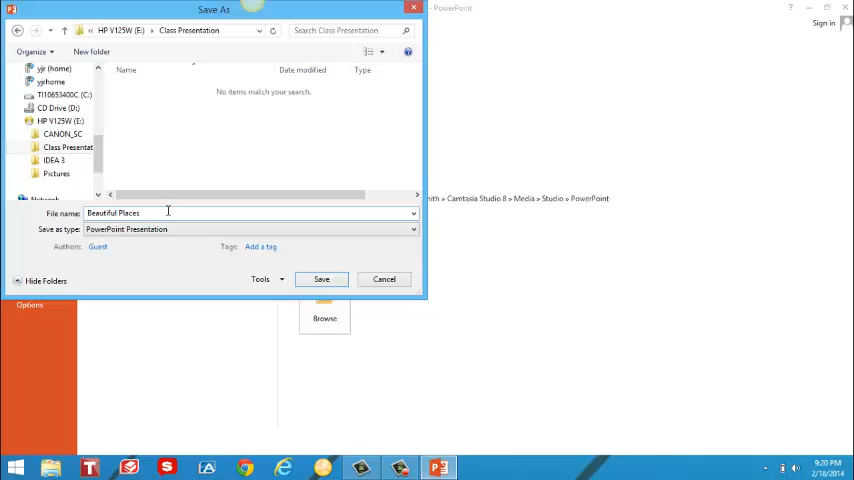 Save As
- PowerPoint
Sign in
« HP V125W (E:) ▸ Class Presentation
Search Class Presentation
Organize
New folder
Name
Date modified
Type
No items match your search.
yjr (home)
yjrhome
TI10653400C (C:)
CD Drive (D:)
HP V125W (E:)
CANON_SC
Class Presentat
IDEA 3
Pictures
Network
File name: Beautiful Places
Save as type: PowerPoint Presentation
Authors: Guest
Tags: Add a tag
Hide Folders
Tools
Save
Cancel
mith » Camtasia Studio 8 » Media » Studio » PowerPoint
Options
Browse
9:20 PM
2/18/2014